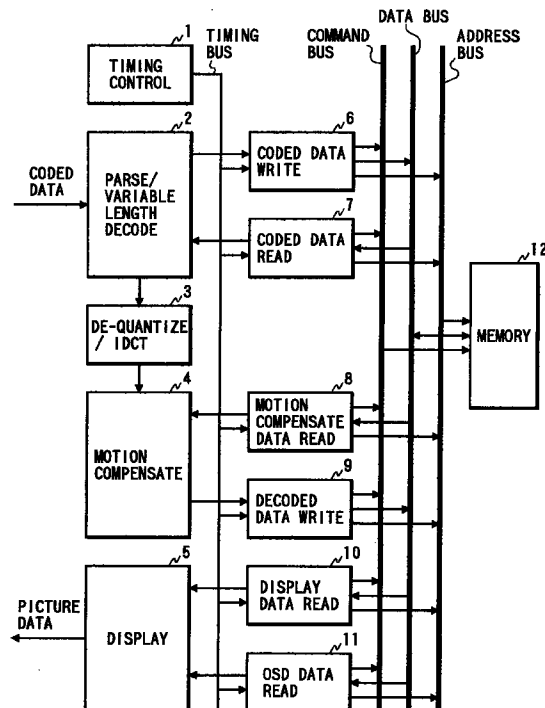 DATA BUS
COMMAND
BUS
ADDRESS
BUS
TIMING
BUS
1
TIMING
CONTROL
2
CODED
DATA
PARSE/
VARIABLE
LENGTH
DECODE
6
CODED DATA
WRITE
7
CODED DATA
READ
12
MEMORY
3
DE-QUANTIZE
/ IDCT
4
MOTION COMPENSATE
8
MOTION
COMPENSATE
DATA READ
9
DECODED
DATA WRITE
5
PICTURE
DATA
DISPLAY
10
DISPLAY
DATA READ
11
OSD DATA
READ